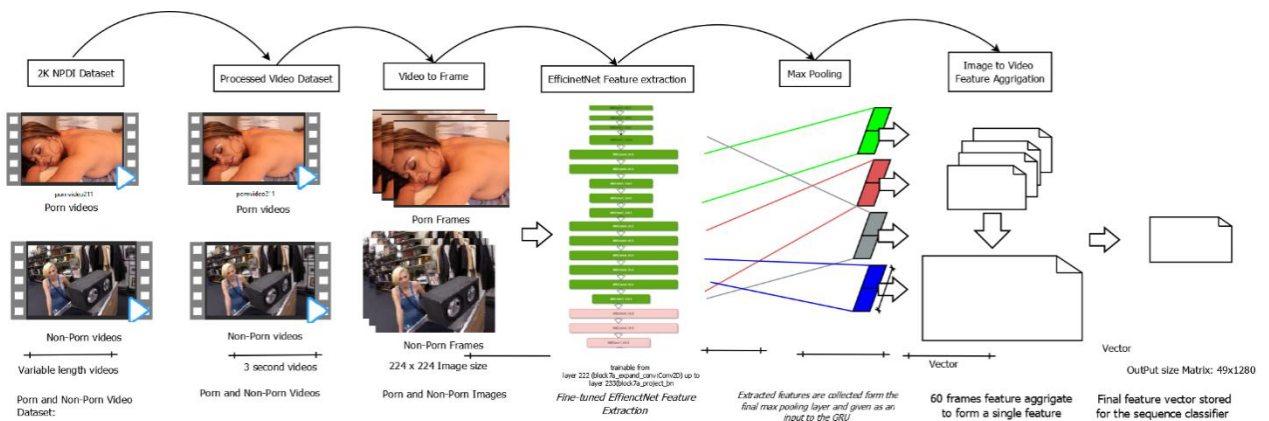 2K NPDI Dataset
Processed Video Dataset
Video to Frame
EfficinetNet Feature extraction
Max Pooling
Image to Video
Feature Aggrigation
pornvideo211
Porn videos
pornvideo211
Porn videos
Porn Frames
Non-Porn videos
Non-Porn videos
Non-Porn Frames
Variable length videos
3 second videos
224 x 224 Image size
Porn and Non-Porn Video
Dataset:
Porn and Non-Porn Videos
Porn and Non-Porn Images
trainable from
layer 222 (block7a_expand_conv:Conv2D) up to
layer 233(block7a_project_bn
Fine-tuned EffienctNet Feature
Extraction
Extracted features are collected form the
final max pooling layer and given as an
input to the GRU
Vector
60 frames feature aggrigate
to form a single feature
Vector
OutPut size Matrix: 49x1280
Final feature vector stored
for the sequence classifier